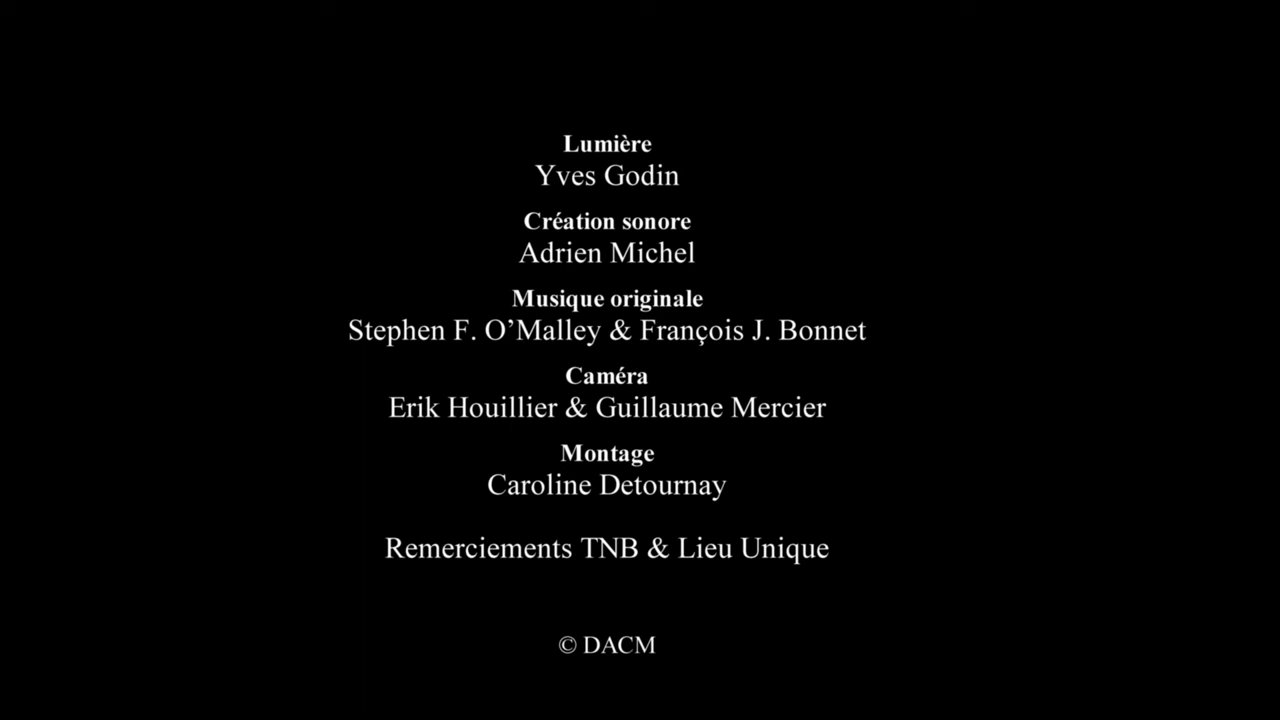 Lumière
Yves Godin
Création sonore
Adrien Michel
Musique originale
Stephen F. O’Malley & François J. Bonnet
Caméra
Erik Houillier & Guillaume Mercier
Montage
Caroline Detournay
Remerciements TNB & Lieu Unique
© DACM